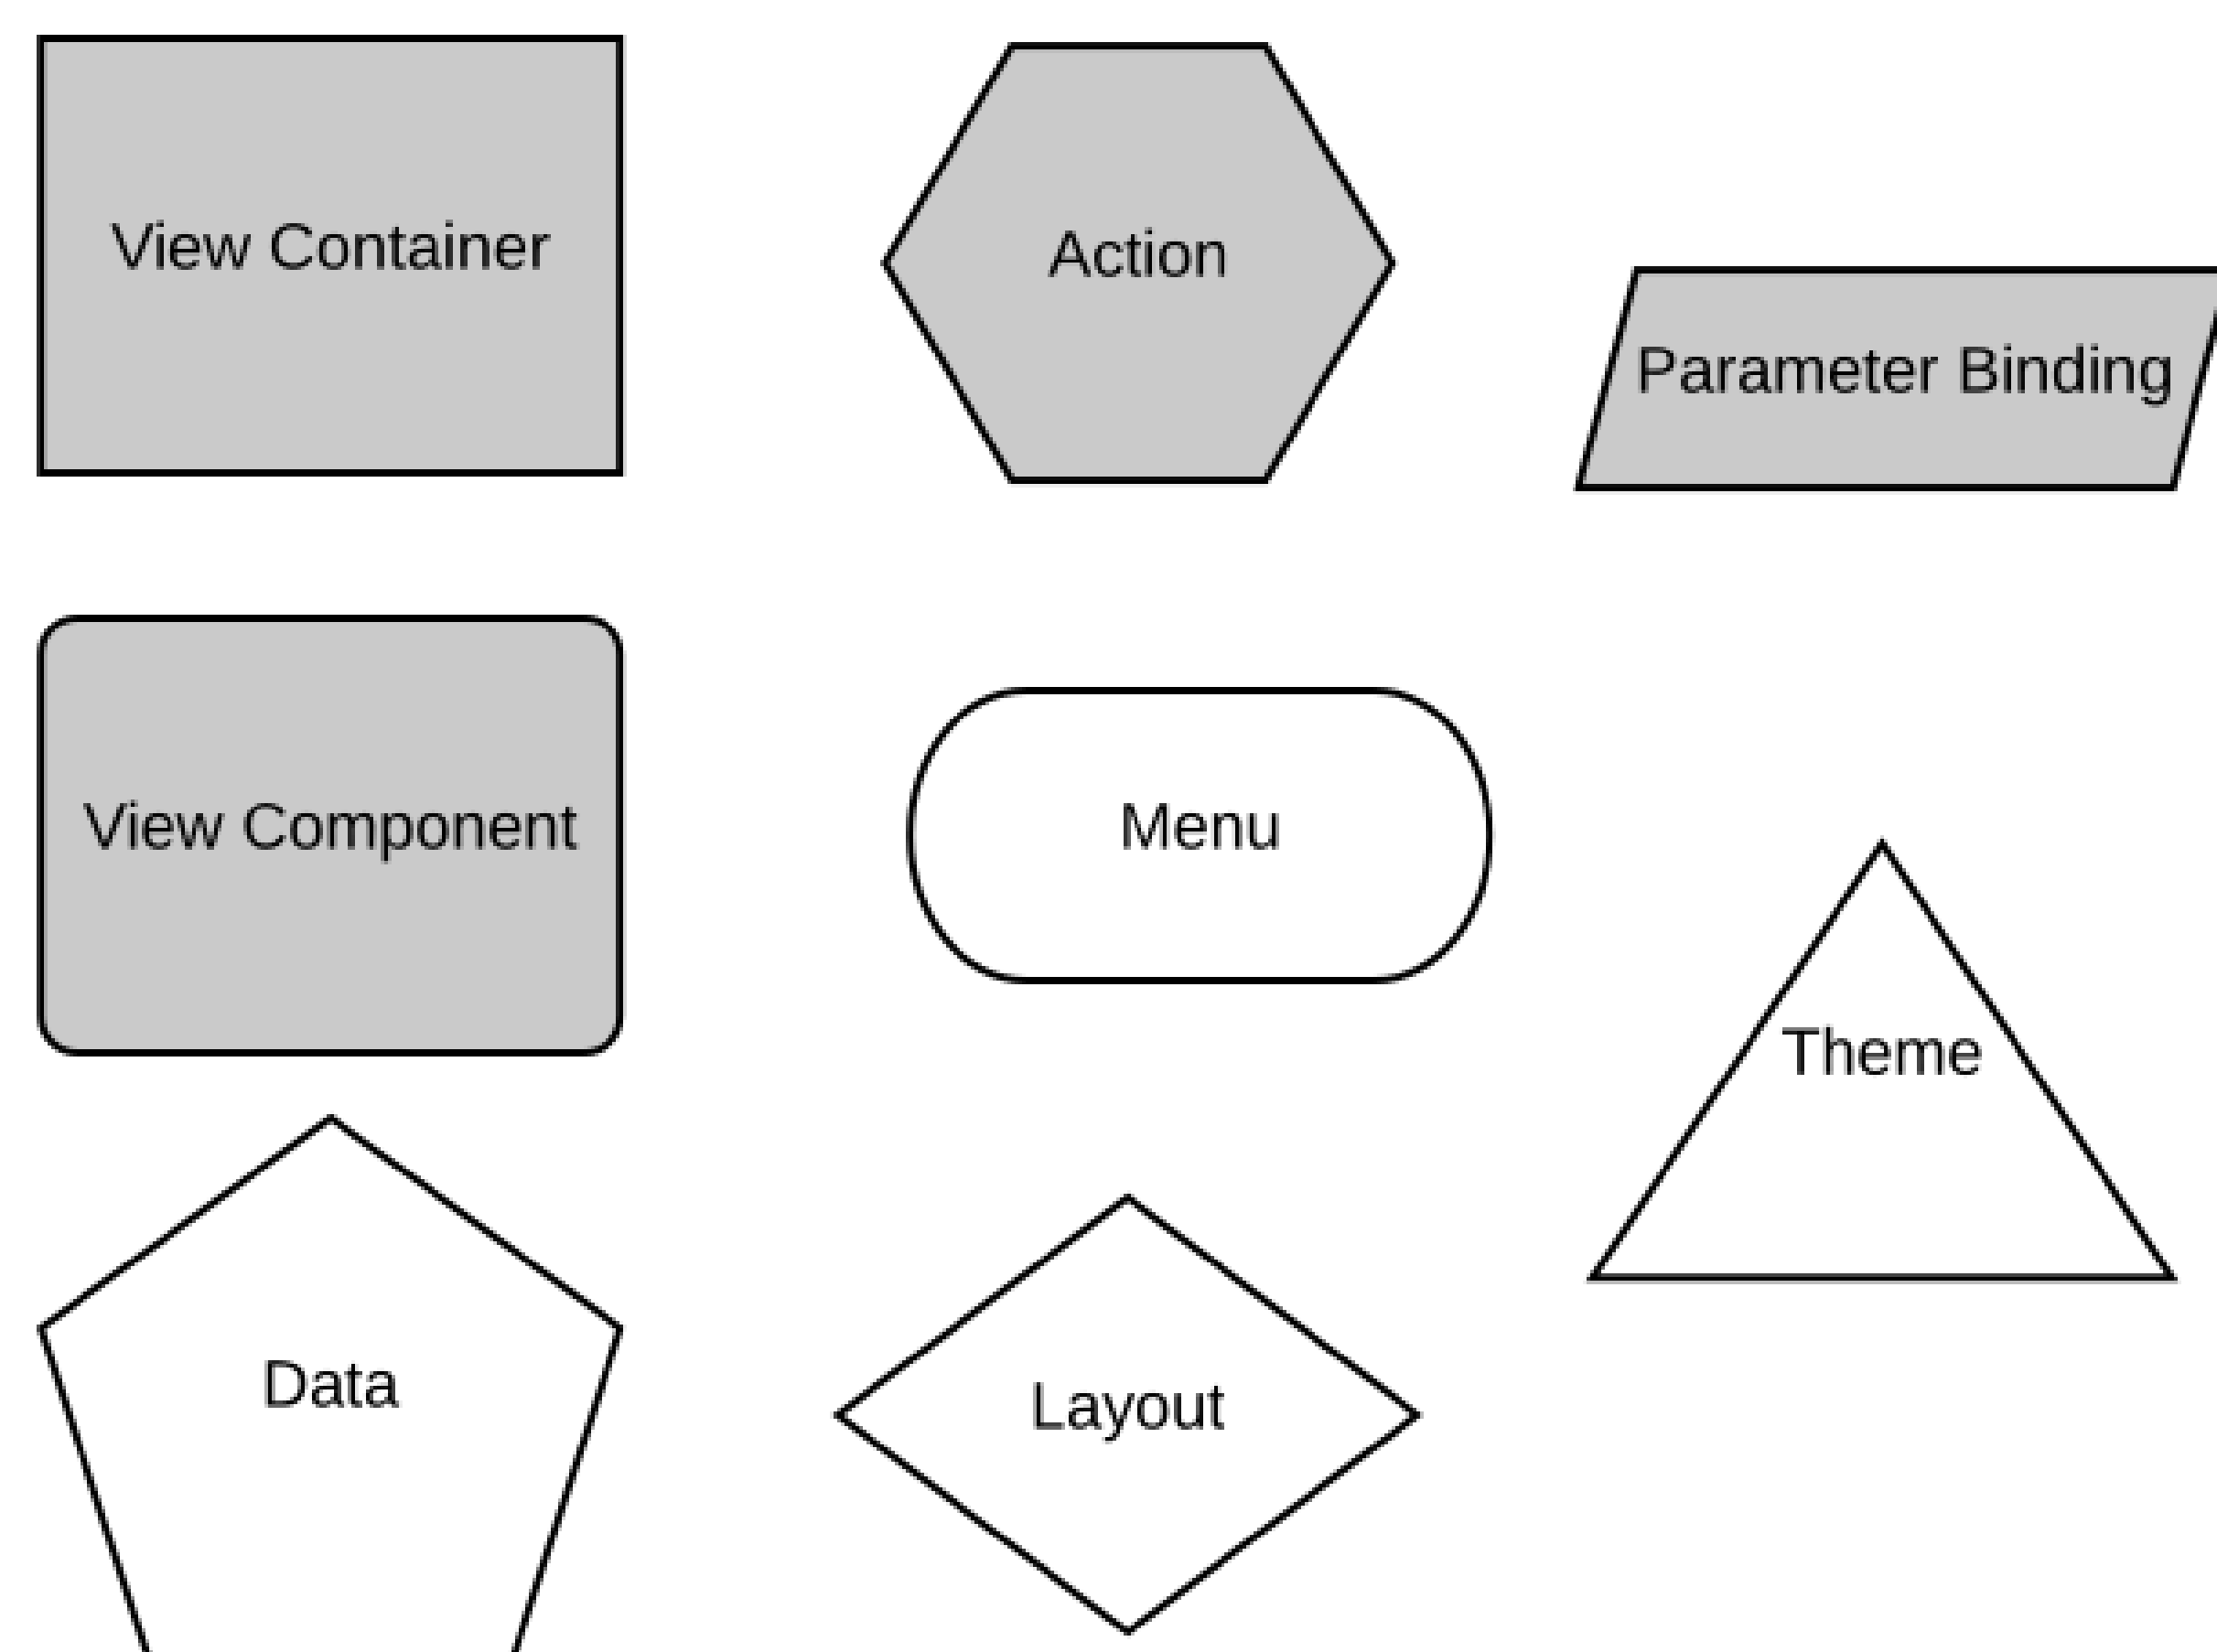 View Container
Action
Parameter Binding
View Component
Menu
Theme
Data
Layout